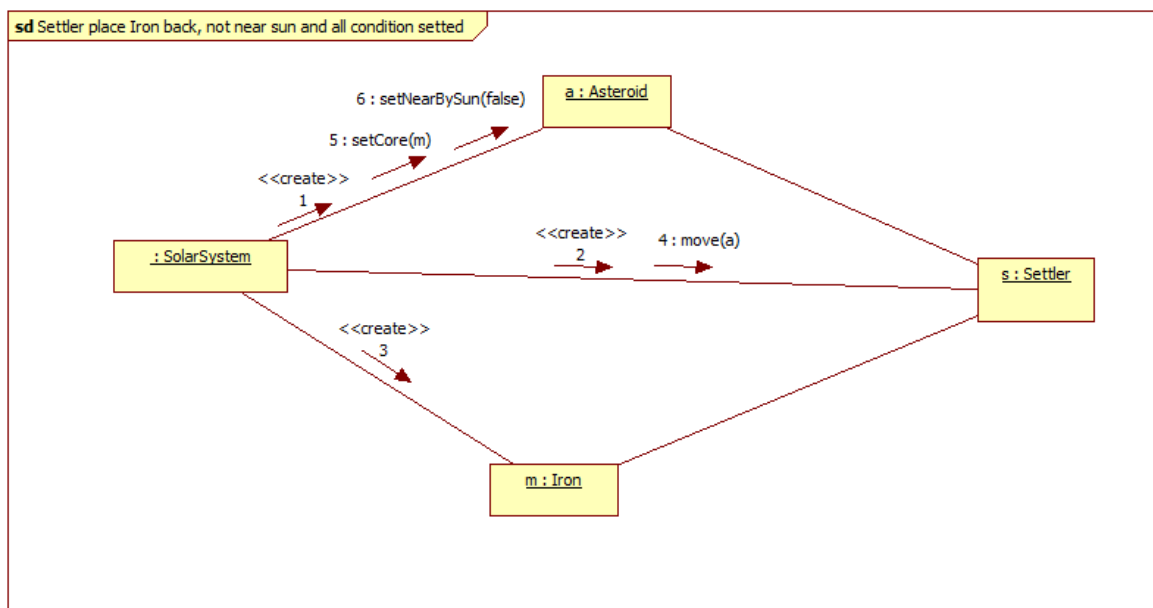 sd Settler place Iron back, not near sun and all condition setted
a : Asteroid
6 : setNearBySun(false)
5 : setCore(m)
<<create>>
1
: SolarSystem
<<create>>
2
4 : move(a)
s : Settler
<<create>>
3
m : Iron